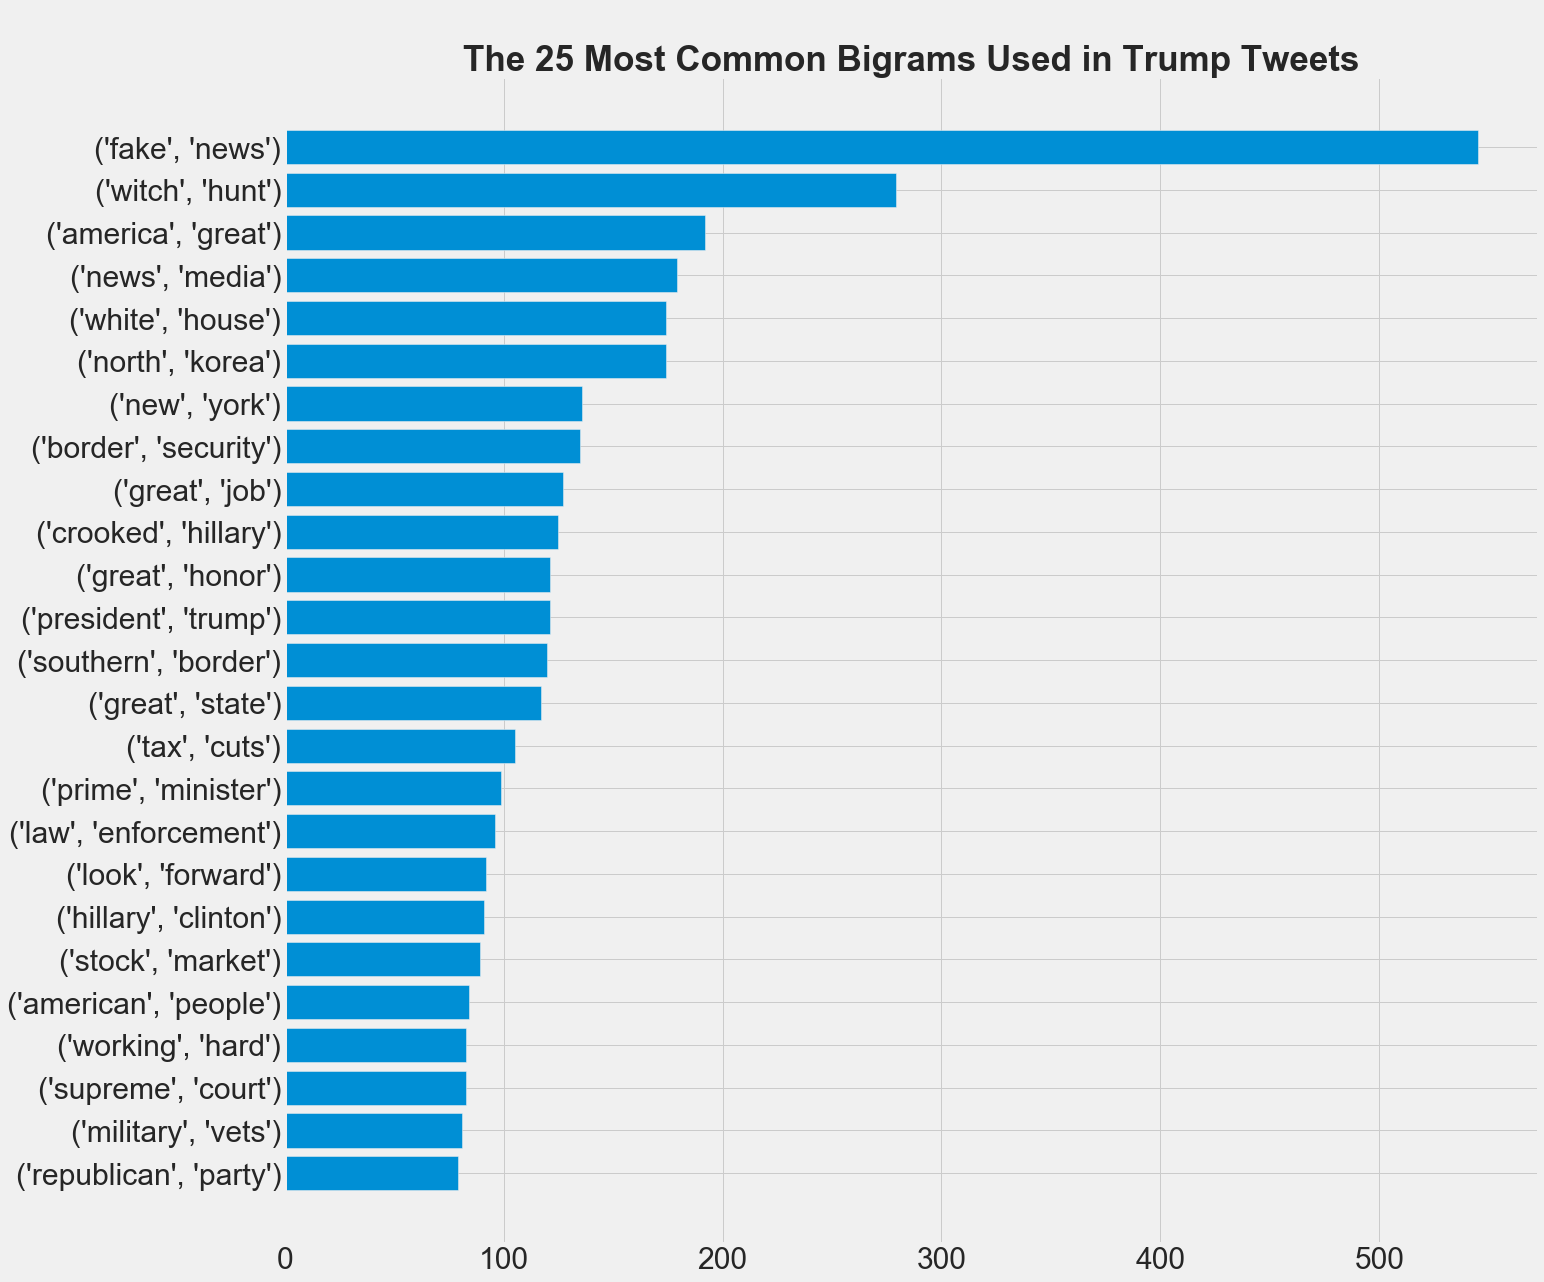 The 25 Most Common Bigrams Used in Trump Tweets
('fake', 'news')
('witch', 'hunt')
('america', 'great')
('news', 'media')
('white', 'house')
('north', 'korea')
('new', 'york')
('border', 'security')
('great', 'job')
('crooked', 'hillary')
('great', 'honor')
('president', 'trump')
('southern', 'border')
('great', 'state')
('tax', 'cuts')
('prime', 'minister')
('law', 'enforcement')
('look', 'forward')
('hillary', 'clinton')
('stock', 'market')
('american', 'people')
('working', 'hard')
('supreme', 'court')
('military', 'vets')
('republican', 'party')
0 100 200 300 400 500